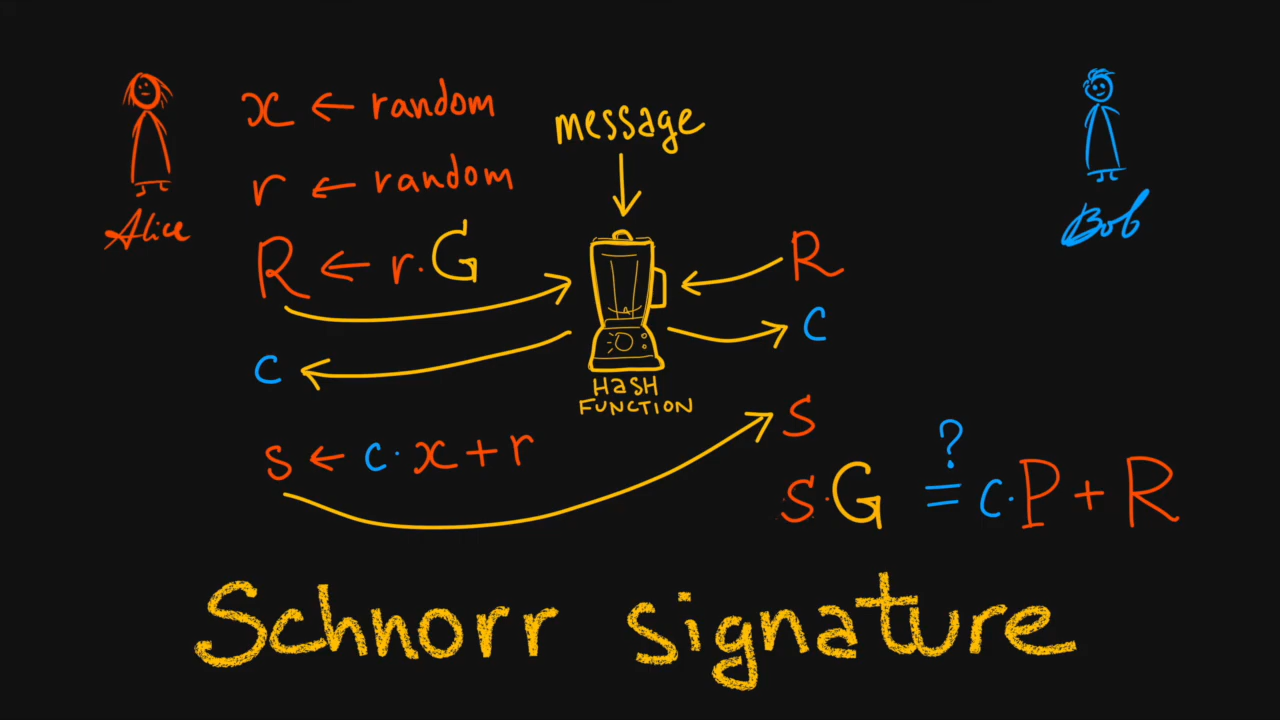 x ← random
message
r ← random
Alice
Bob
R ← r·G
R
c
c
HASH
FUNCTION
s
s ← c·x+r
?
s·G = c·P+R
Schnorr signature